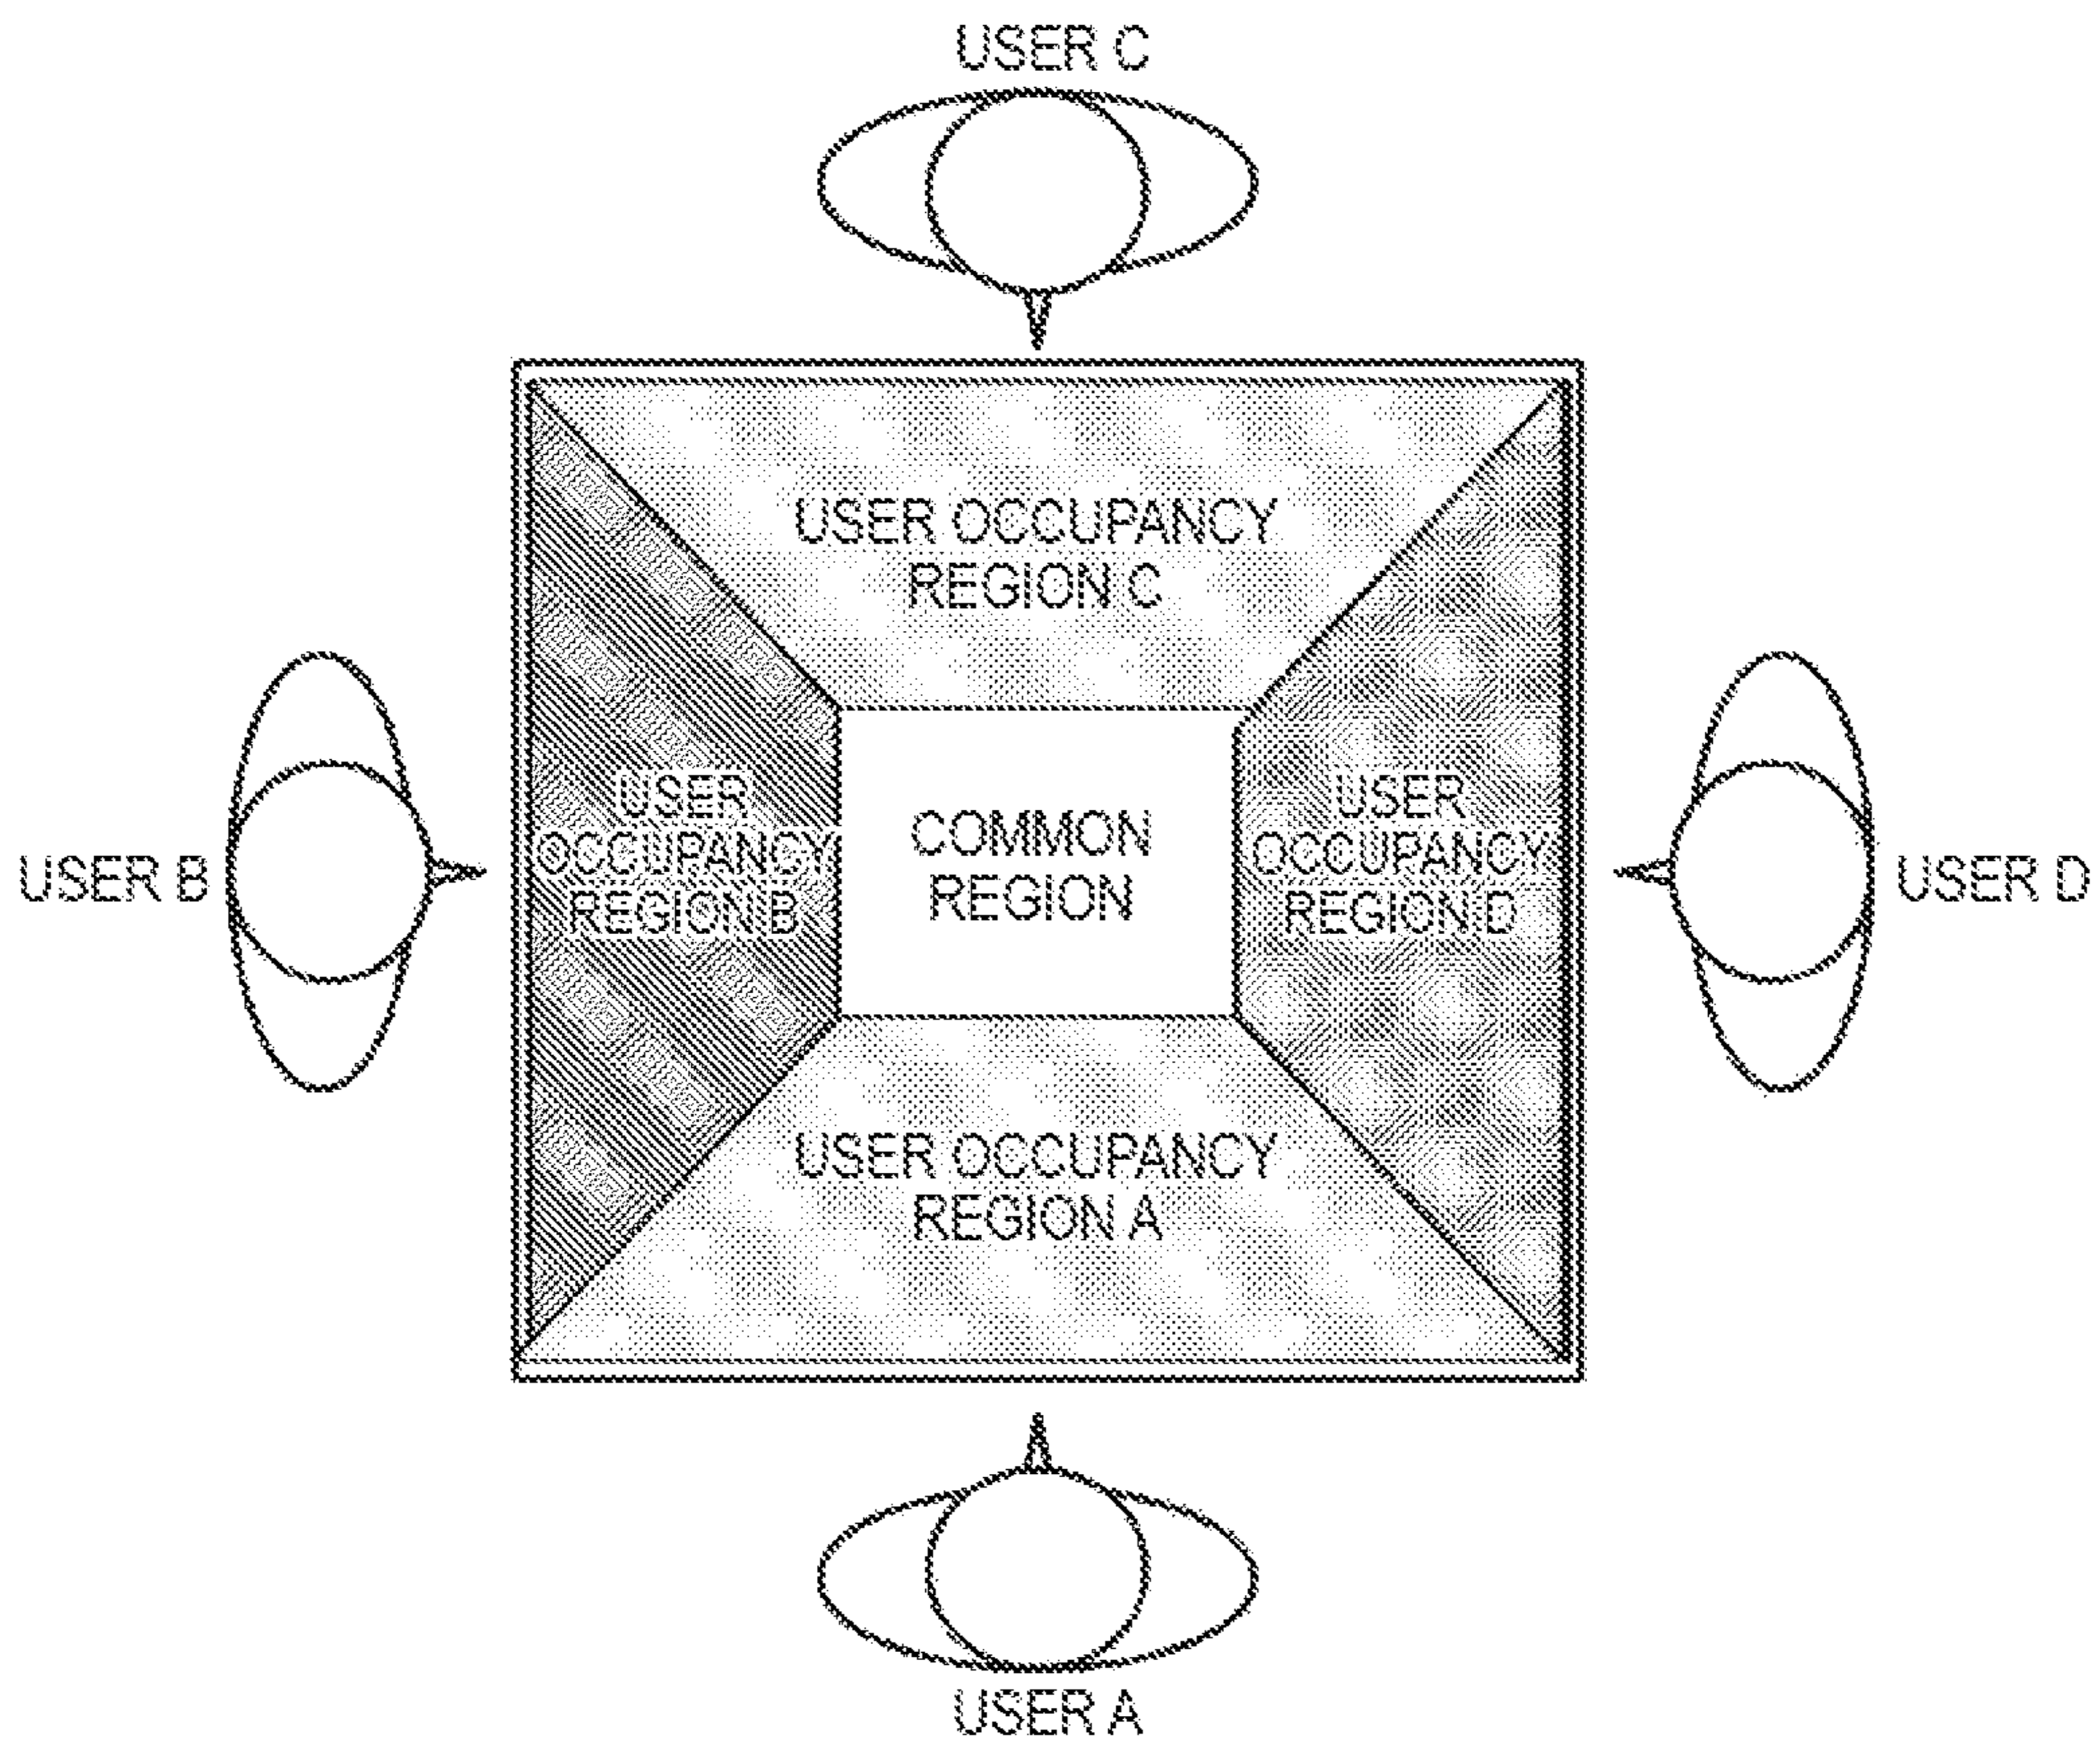 USER C
USER OCCUPANCY
REGION C
USER B
USER
OCCUPANCY
REGION B
COMMON
REGION
USER
OCCUPANCY
REGION D
USER D
USER OCCUPANCY
REGION A
USER A